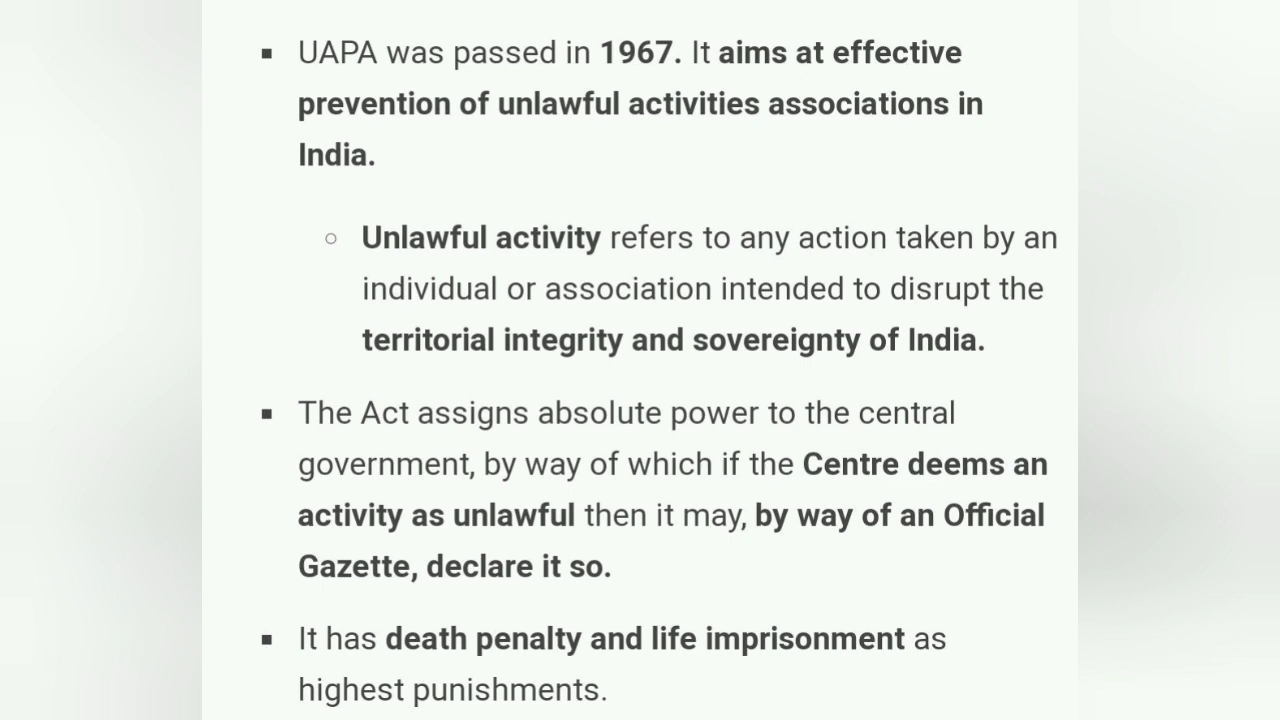 UAPA was passed in 1967. It aims at effective
prevention of unlawful activities associations in
India.
Unlawful activity refers to any action taken by an
individual or association intended to disrupt the
territorial integrity and sovereignty of India.
The Act assigns absolute power to the central
government, by way of which if the Centre deems an
activity as unlawful then it may, by way of an Official
Gazette, declare it so.
It has death penalty and life imprisonment as
highest punishments.